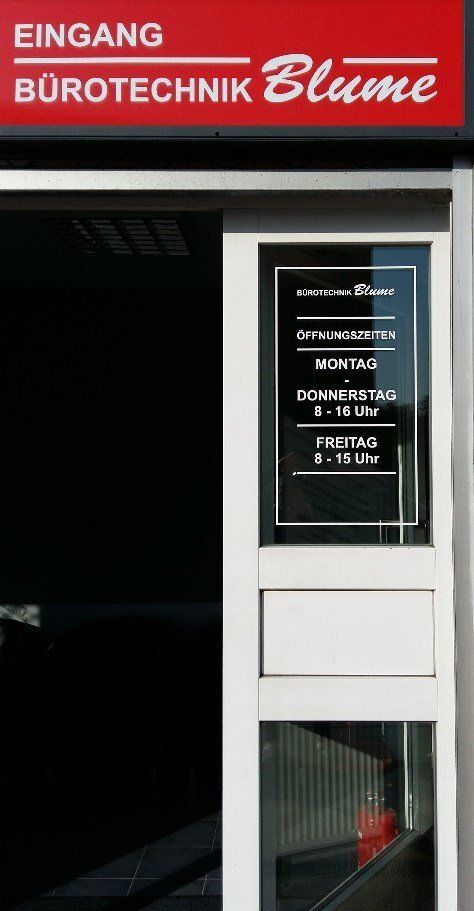 EINGANG
BÜROTECHNIK Blume
BÜROTECHNIK Blume
ÖFFNUNGSZEITEN
MONTAG
-
DONNERSTAG
8 - 16 Uhr
FREITAG
8 - 15 Uhr